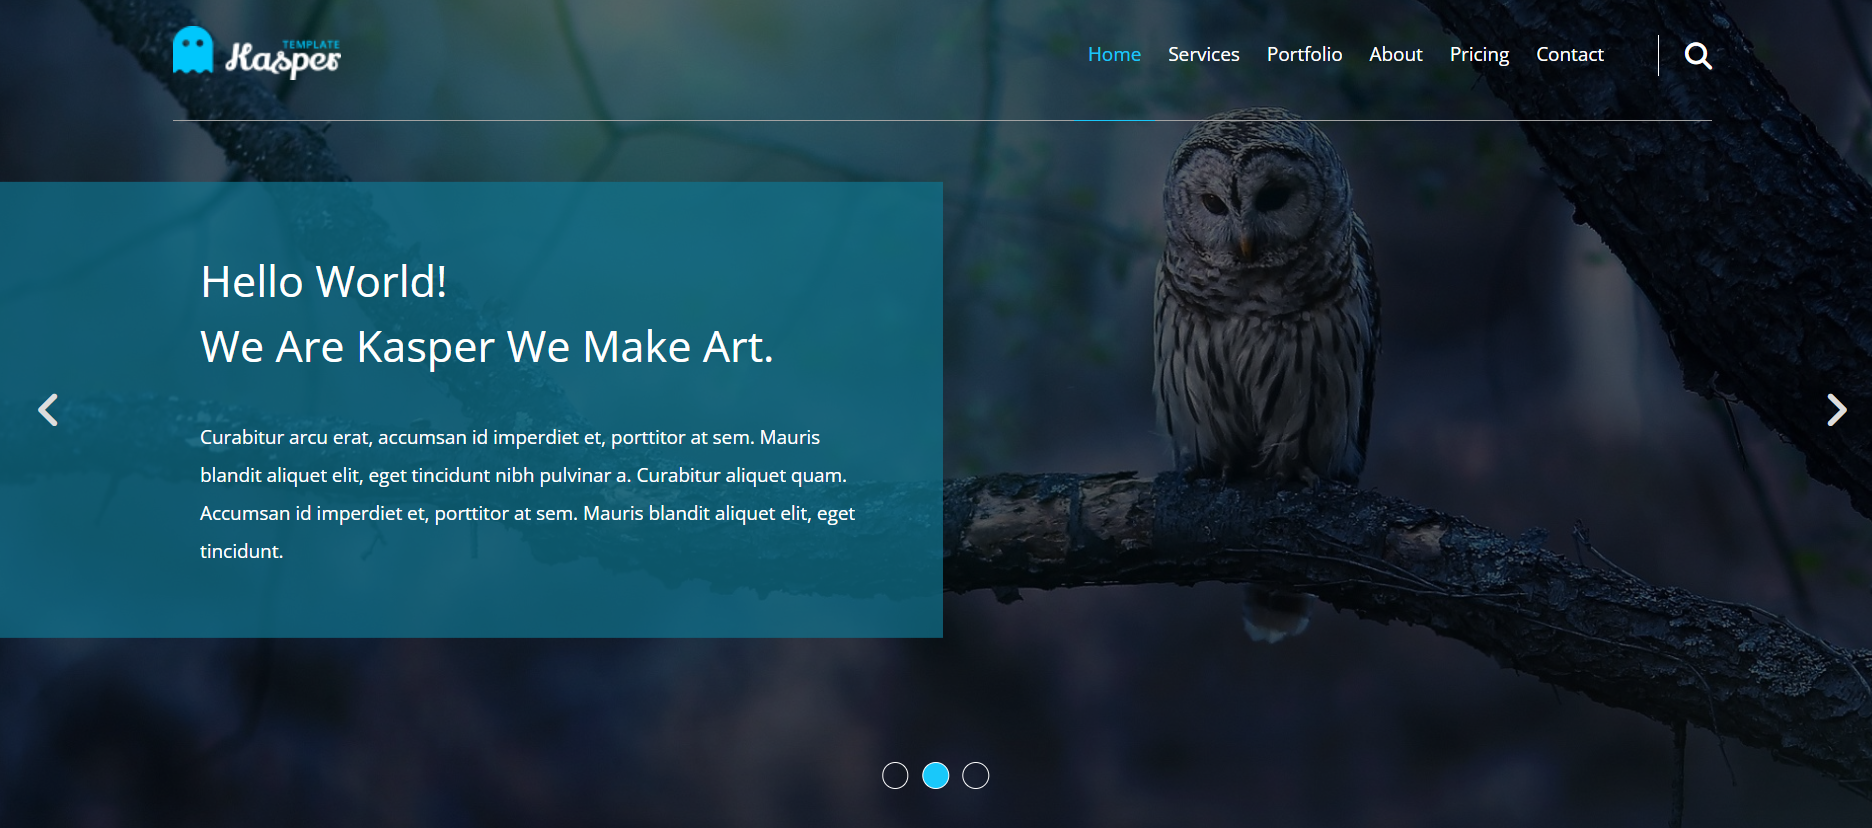 TEMPLATE
Kasper
Home Services Portfolio About Pricing Contact
Hello World!
We Are Kasper We Make Art.
Curabitur arcu erat, accumsan id imperdiet et, porttitor at sem. Mauris
blandit aliquet elit, eget tincidunt nibh pulvinar a. Curabitur aliquet quam.
Accumsan id imperdiet et, porttitor at sem. Mauris blandit aliquet elit, eget
tincidunt.